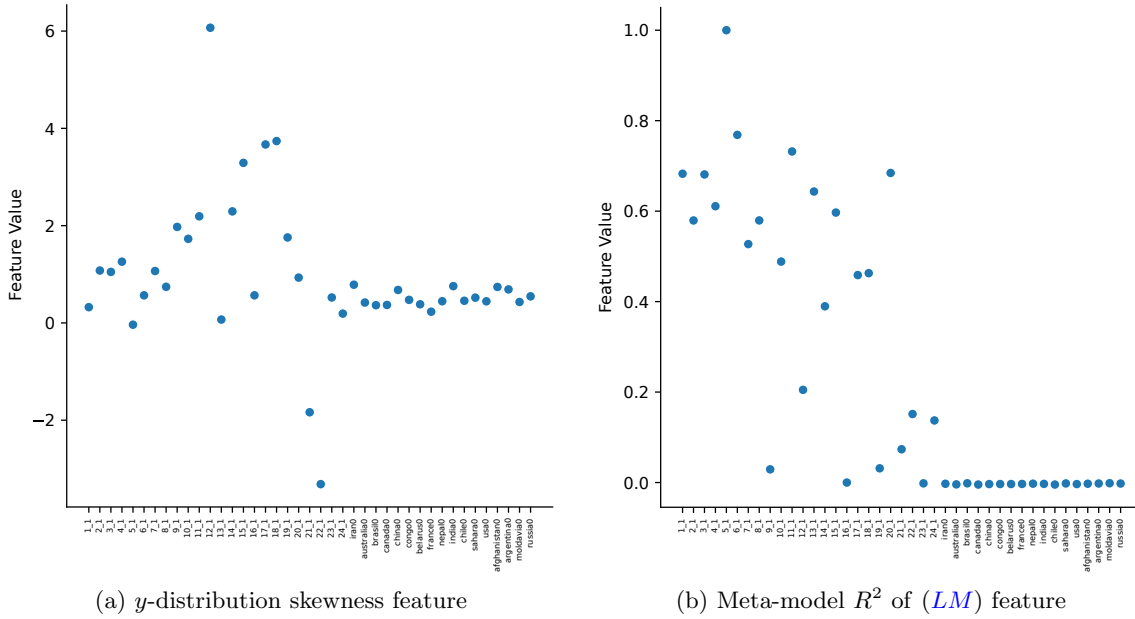 6
4
2
0
−2
Feature Value
1_1
2_1
3_1
4_1
5_1
6_1
7_1
8_1
9_1
10_1
11_1
12_1
13_1
14_1
15_1
16_1
17_1
18_1
19_1
20_1
21_1
22_1
23_1
24_1
iran0
australia0
brasil0
canada0
china0
congo0
belarus0
france0
nepal0
india0
chile0
sahara0
usa0
afghanistan0
argentina0
moldavia0
russia0
(a) y-distribution skewness feature
1.0
0.8
0.6
0.4
0.2
0.0
Feature Value
1_1
2_1
3_1
4_1
5_1
6_1
7_1
8_1
9_1
10_1
11_1
12_1
13_1
14_1
15_1
16_1
17_1
18_1
19_1
20_1
21_1
22_1
23_1
24_1
iran0
australia0
brasil0
canada0
china0
congo0
belarus0
france0
nepal0
india0
chile0
sahara0
usa0
afghanistan0
argentina0
moldavia0
russia0
(b) Meta-model R² of (LM) feature